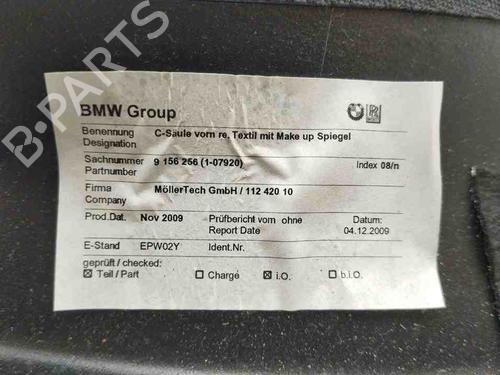 BMW Group
Benennung C-Säule vorn re. Textil mit Make up Spiegel
Designation
Sachnummer 9 156 256 (1-07920) Index 08/n
Partnumber
Firma MöllerTech GmbH / 112 420 10
Company
Prod.Dat. Nov 2009 Prüfbericht vom ohne Datum:
Report Date 04.12.2009
E-Stand EPW02Y Ident.Nr.
geprüft / checked:
☒ Teil / Part ☐ Chargé ☒ i.O. ☐ b.i.O.
B-PARTS